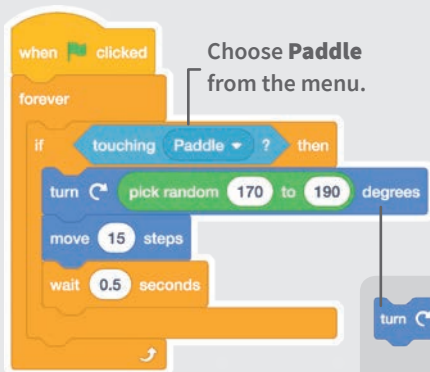 when clicked
Choose Paddle
from the menu.
forever
if touching Paddle ? then
turn pick random 170 to 190 degrees
move 15 steps
wait 0.5 seconds
turn